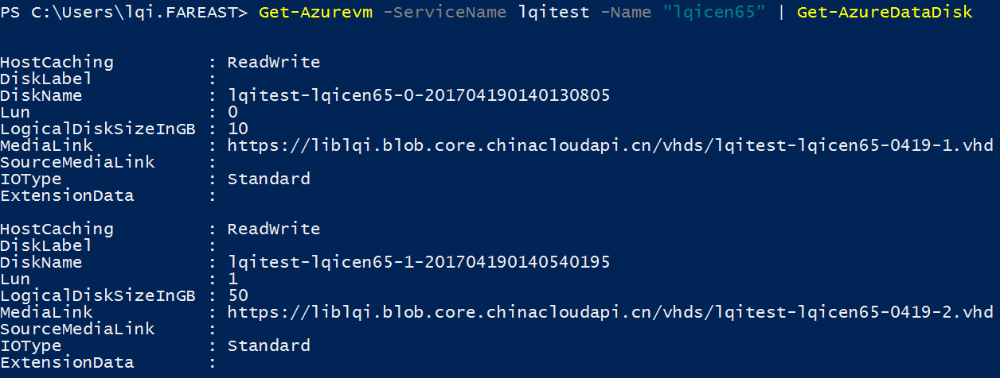 PS C:\Users\lqi.FAREAST> Get-Azurevm -ServiceName lqitest -Name "lqicen65" | Get-AzureDataDisk
HostCaching : ReadWrite
DiskLabel :
DiskName : lqitest-lqicen65-0-201704190140130805
Lun : 0
LogicalDiskSizeInGB : 10
MediaLink : https://liblqi.blob.core.chinacloudapi.cn/vhds/lqitest-lqicen65-0419-1.vhd
SourceMediaLink :
IOType : Standard
ExtensionData :
HostCaching : ReadWrite
DiskLabel :
DiskName : lqitest-lqicen65-1-201704190140540195
Lun : 1
LogicalDiskSizeInGB : 50
MediaLink : https://liblqi.blob.core.chinacloudapi.cn/vhds/lqitest-lqicen65-0419-2.vhd
SourceMediaLink :
IOType : Standard
ExtensionData :